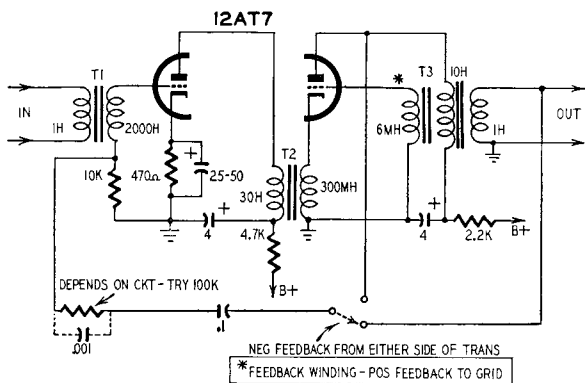 12AT7
T1
IN
1H
2000H
10K
470Ω
+
25-50
+
4
T2
30H
300MH
4.7K
B+
*
T3
10H
6MH
1H
OUT
+
4
2.2K
B+
DEPENDS ON CKT-TRY 100K
.001
.1
NEG FEEDBACK FROM EITHER SIDE OF TRANS
*FEEDBACK WINDING-POS FEEDBACK TO GRID